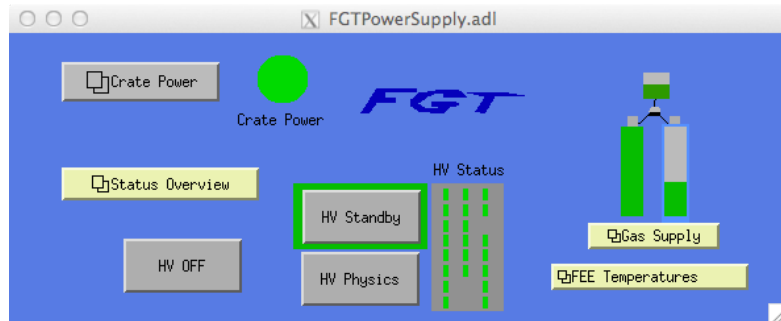 FGTPowerSupply.adl
Crate Power
Crate Power
FGT
Status Overview
HV Status
HV Standby
HV OFF
HV Physics
Gas Supply
FEE Temperatures